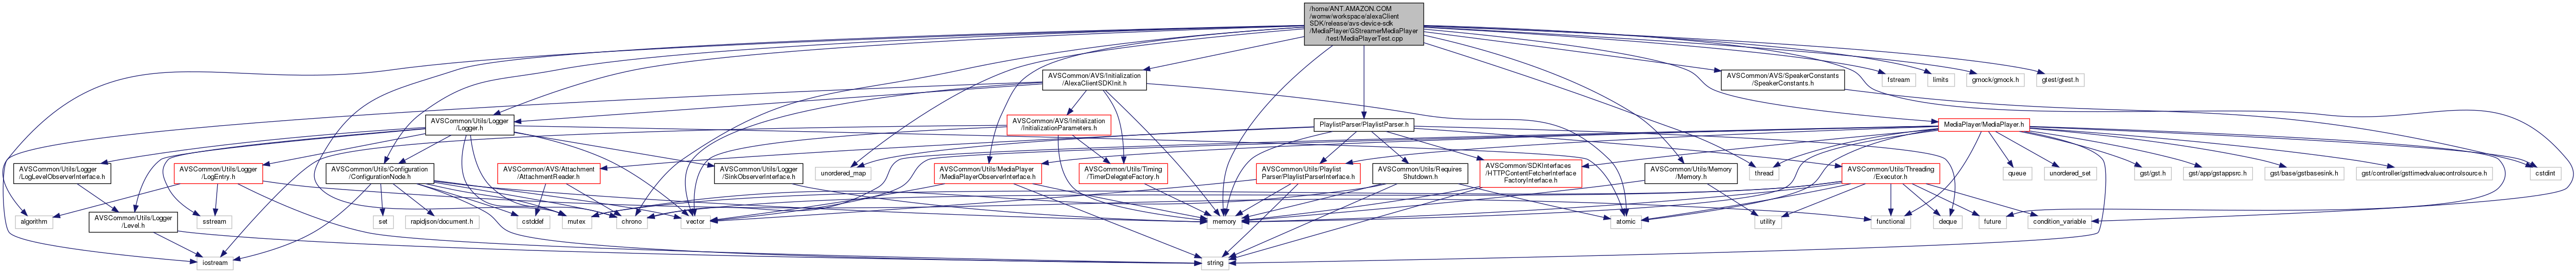 /home/ANT.AMAZON.COM
/womw/workspace/alexaClient
SDK/release/avs-device-sdk
/MediaPlayer/GStreamerMediaPlayer
/test/MediaPlayerTest.cpp
AVSCommon/AVS/Initialization
/AlexaClientSDKInit.h
AVSCommon/AVS/SpeakerConstants
/SpeakerConstants.h
fstream
limits
gmock/gmock.h
gtest/gtest.h
AVSCommon/Utils/Logger
/Logger.h
AVSCommon/AVS/Initialization
/InitializationParameters.h
PlaylistParser/PlaylistParser.h
MediaPlayer/MediaPlayer.h
AVSCommon/Utils/Logger
/LogLevelObserverInterface.h
AVSCommon/Utils/Logger
/LogEntry.h
AVSCommon/Utils/Configuration
/ConfigurationNode.h
AVSCommon/AVS/Attachment
/AttachmentReader.h
AVSCommon/Utils/Logger
/SinkObserverInterface.h
unordered_map
AVSCommon/Utils/MediaPlayer
/MediaPlayerObserverInterface.h
AVSCommon/Utils/Timing
/TimerDelegateFactory.h
AVSCommon/Utils/Playlist
Parser/PlaylistParserInterface.h
AVSCommon/Utils/Requires
Shutdown.h
AVSCommon/SDKInterfaces
/HTTPContentFetcherInterface
FactoryInterface.h
AVSCommon/Utils/Memory
/Memory.h
thread
AVSCommon/Utils/Threading
/Executor.h
queue
unordered_set
gst/gst.h
gst/app/gstappsrc.h
gst/base/gstbasesink.h
gst/controller/gsttimedvaluecontrolsource.h
cstdint
algorithm
AVSCommon/Utils/Logger
/Level.h
sstream
set
rapidjson/document.h
cstddef
mutex
chrono
vector
memory
atomic
utility
functional
deque
future
condition_variable
iostream
string